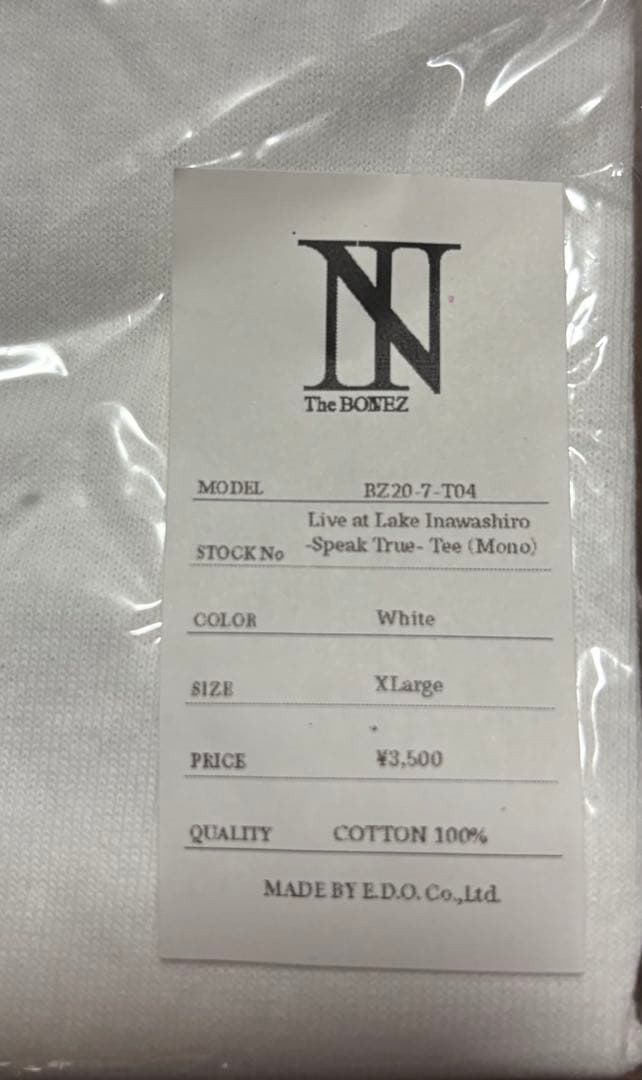 The BONEZ
MODEL BZ20-7-T04
Live at Lake Inawashiro
STOCK No -Speak True- Tee (Mono)
COLOR White
SIZE XLarge
PRICE ¥3,500
QUALITY COTTON 100%
MADE BY E.D.O. Co.,Ltd.